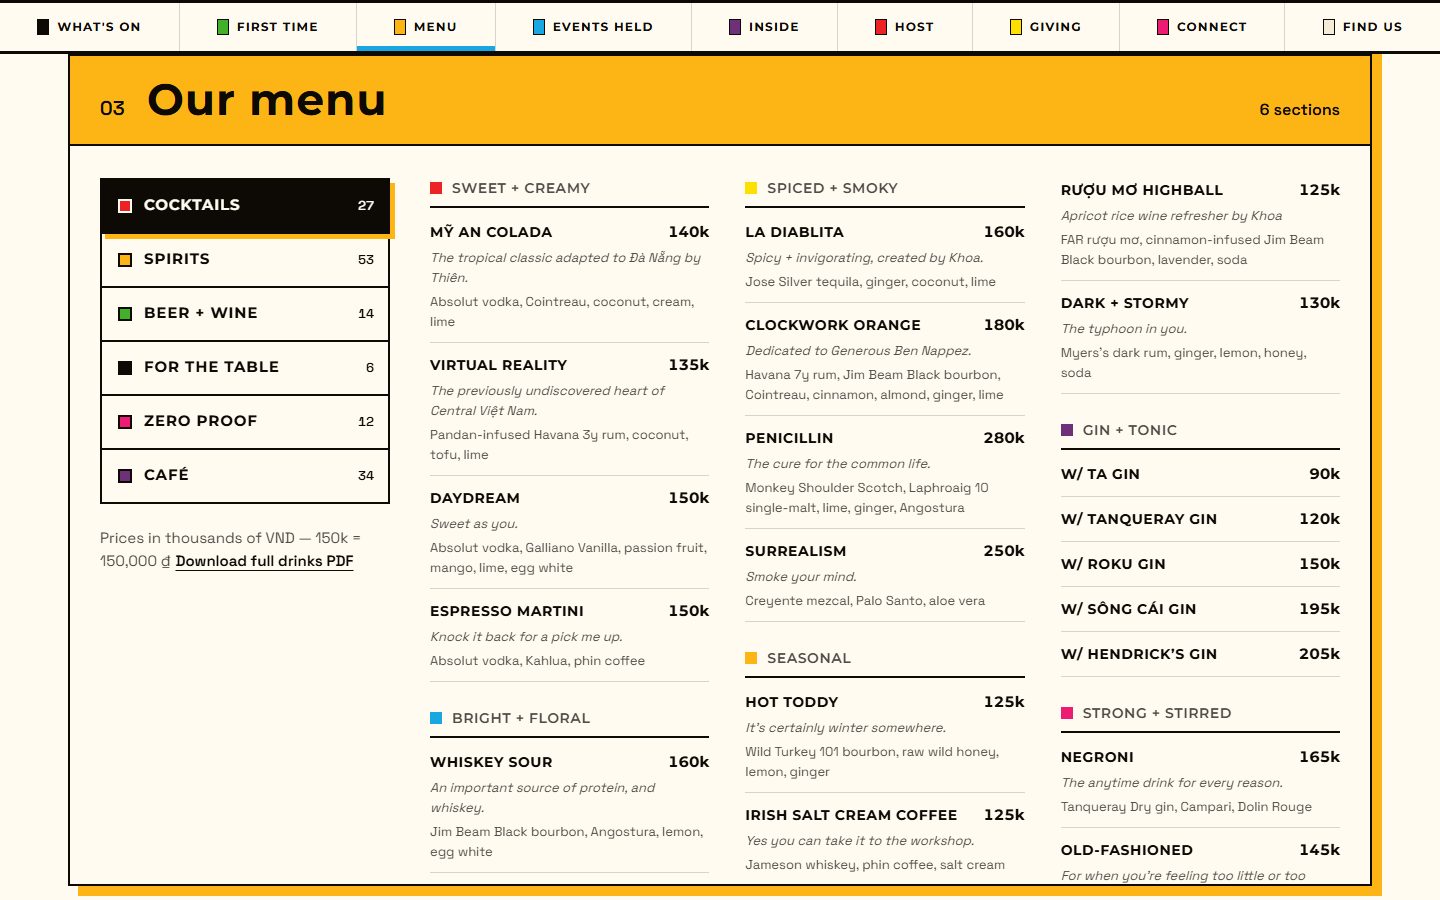 WHAT'S ON
FIRST TIME
MENU
EVENTS HELD
INSIDE
HOST
GIVING
CONNECT
FIND US
03 Our menu
6 sections
COCKTAILS 27
SPIRITS 53
BEER + WINE 14
FOR THE TABLE 6
ZERO PROOF 12
CAFÉ 34
Prices in thousands of VND — 150k =
150,000 ₫ Download full drinks PDF
SWEET + CREAMY
MỸ AN COLADA 140k
The tropical classic adapted to Đà Nẵng by
Thiên.
Absolut vodka, Cointreau, coconut, cream,
lime
VIRTUAL REALITY 135k
The previously undiscovered heart of
Central Việt Nam.
Pandan-infused Havana 3y rum, coconut,
tofu, lime
DAYDREAM 150k
Sweet as you.
Absolut vodka, Galliano Vanilla, passion fruit,
mango, lime, egg white
ESPRESSO MARTINI 150k
Knock it back for a pick me up.
Absolut vodka, Kahlua, phin coffee
BRIGHT + FLORAL
WHISKEY SOUR 160k
An important source of protein, and
whiskey.
Jim Beam Black bourbon, Angostura, lemon,
egg white
SPICED + SMOKY
LA DIABLITA 160k
Spicy + invigorating, created by Khoa.
Jose Silver tequila, ginger, coconut, lime
CLOCKWORK ORANGE 180k
Dedicated to Generous Ben Nappez.
Havana 7y rum, Jim Beam Black bourbon,
Cointreau, cinnamon, almond, ginger, lime
PENICILLIN 280k
The cure for the common life.
Monkey Shoulder Scotch, Laphroaig 10
single-malt, lime, ginger, Angostura
SURREALISM 250k
Smoke your mind.
Creyente mezcal, Palo Santo, aloe vera
SEASONAL
HOT TODDY 125k
It's certainly winter somewhere.
Wild Turkey 101 bourbon, raw wild honey,
lemon, ginger
IRISH SALT CREAM COFFEE 125k
Yes you can take it to the workshop.
Jameson whiskey, phin coffee, salt cream
RƯỢU MƠ HIGHBALL 125k
Apricot rice wine refresher by Khoa
FAR rượu mơ, cinnamon-infused Jim Beam
Black bourbon, lavender, soda
DARK + STORMY 130k
The typhoon in you.
Myers's dark rum, ginger, lemon, honey,
soda
GIN + TONIC
W/ TA GIN 90k
W/ TANQUERAY GIN 120k
W/ ROKU GIN 150k
W/ SÔNG CÁI GIN 195k
W/ HENDRICK’S GIN 205k
STRONG + STIRRED
NEGRONI 165k
The anytime drink for every reason.
Tanqueray Dry gin, Campari, Dolin Rouge
OLD-FASHIONED 145k
For when you're feeling too little or too